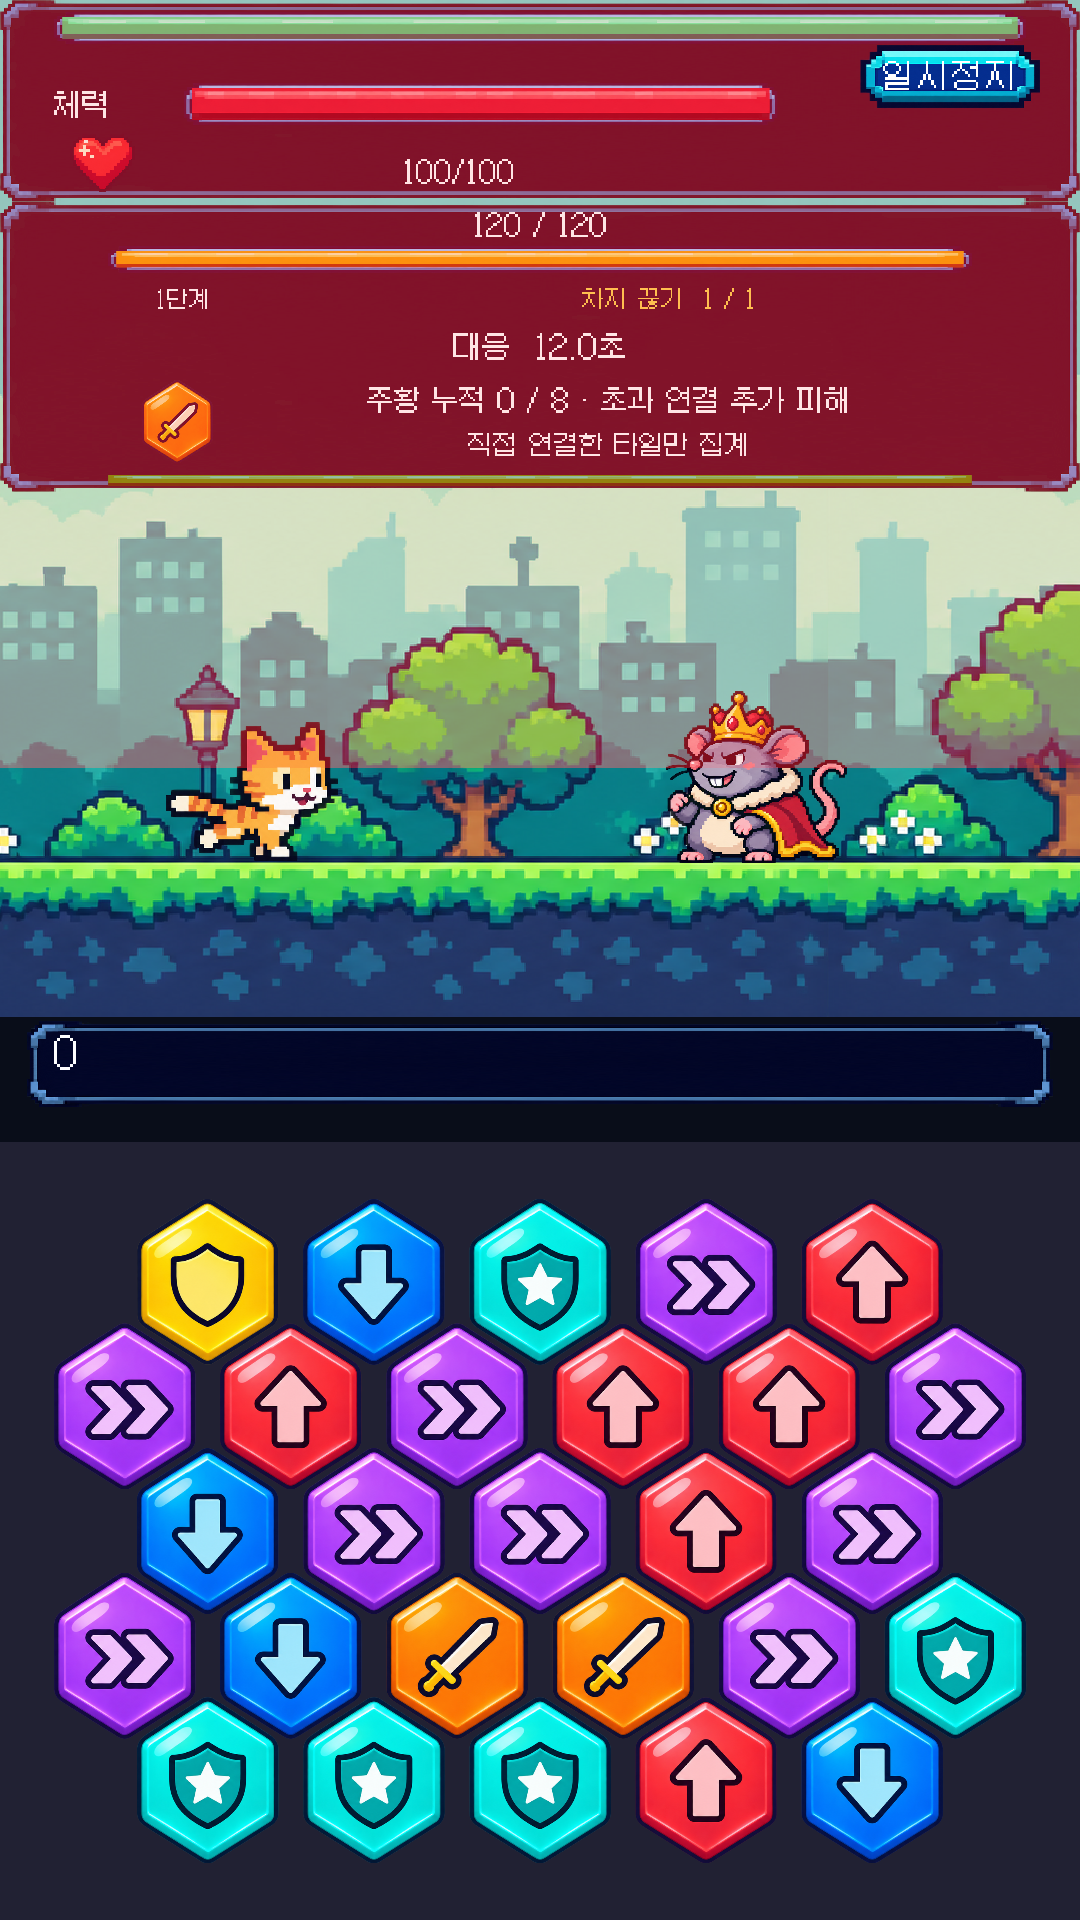 일시정지
체력
100/100
120 / 120
1단계
차지 끊기 1 / 1
대응 12.0초
주황 누적 0 / 8 · 초과 연결 추가 피해
직접 연결한 타일만 집계
0